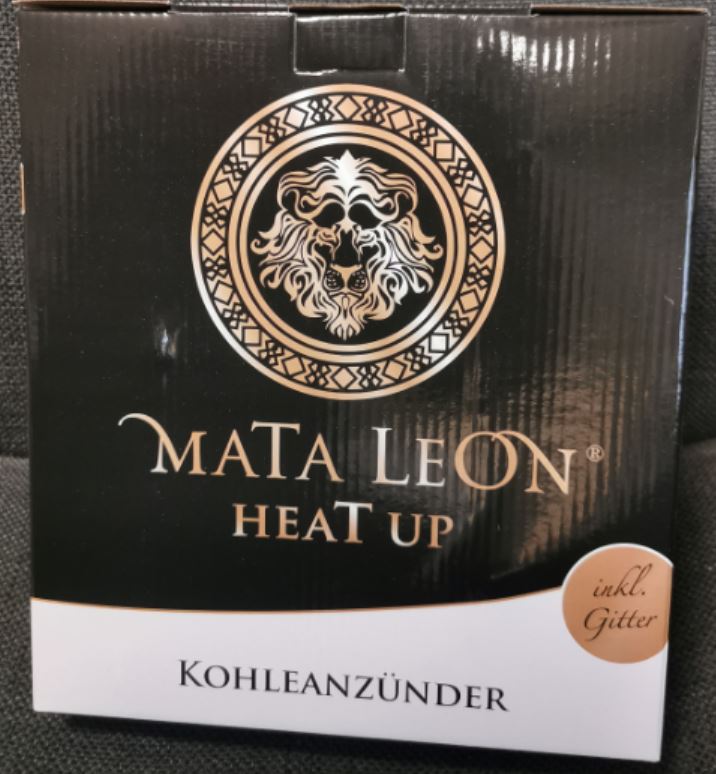 MATA LEON®
HEAT UP
inkl.
Gitter
KOHLEANZÜNDER